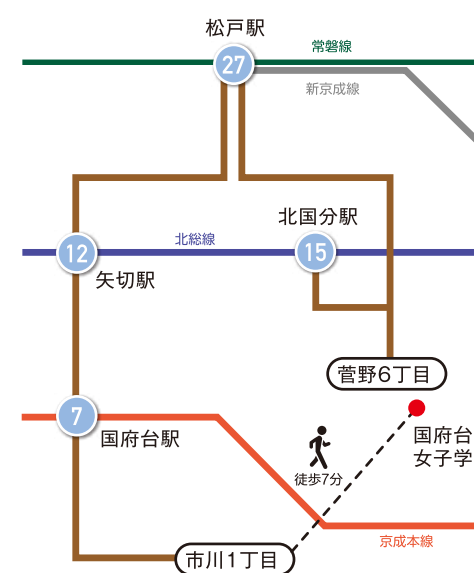 松戸駅
常磐線
27
新京成線
北国分駅
北総線
12
15
矢切駅
菅野6丁目
7
国府台駅
国府台
女子学
徒歩7分
京成本線
市川1丁目